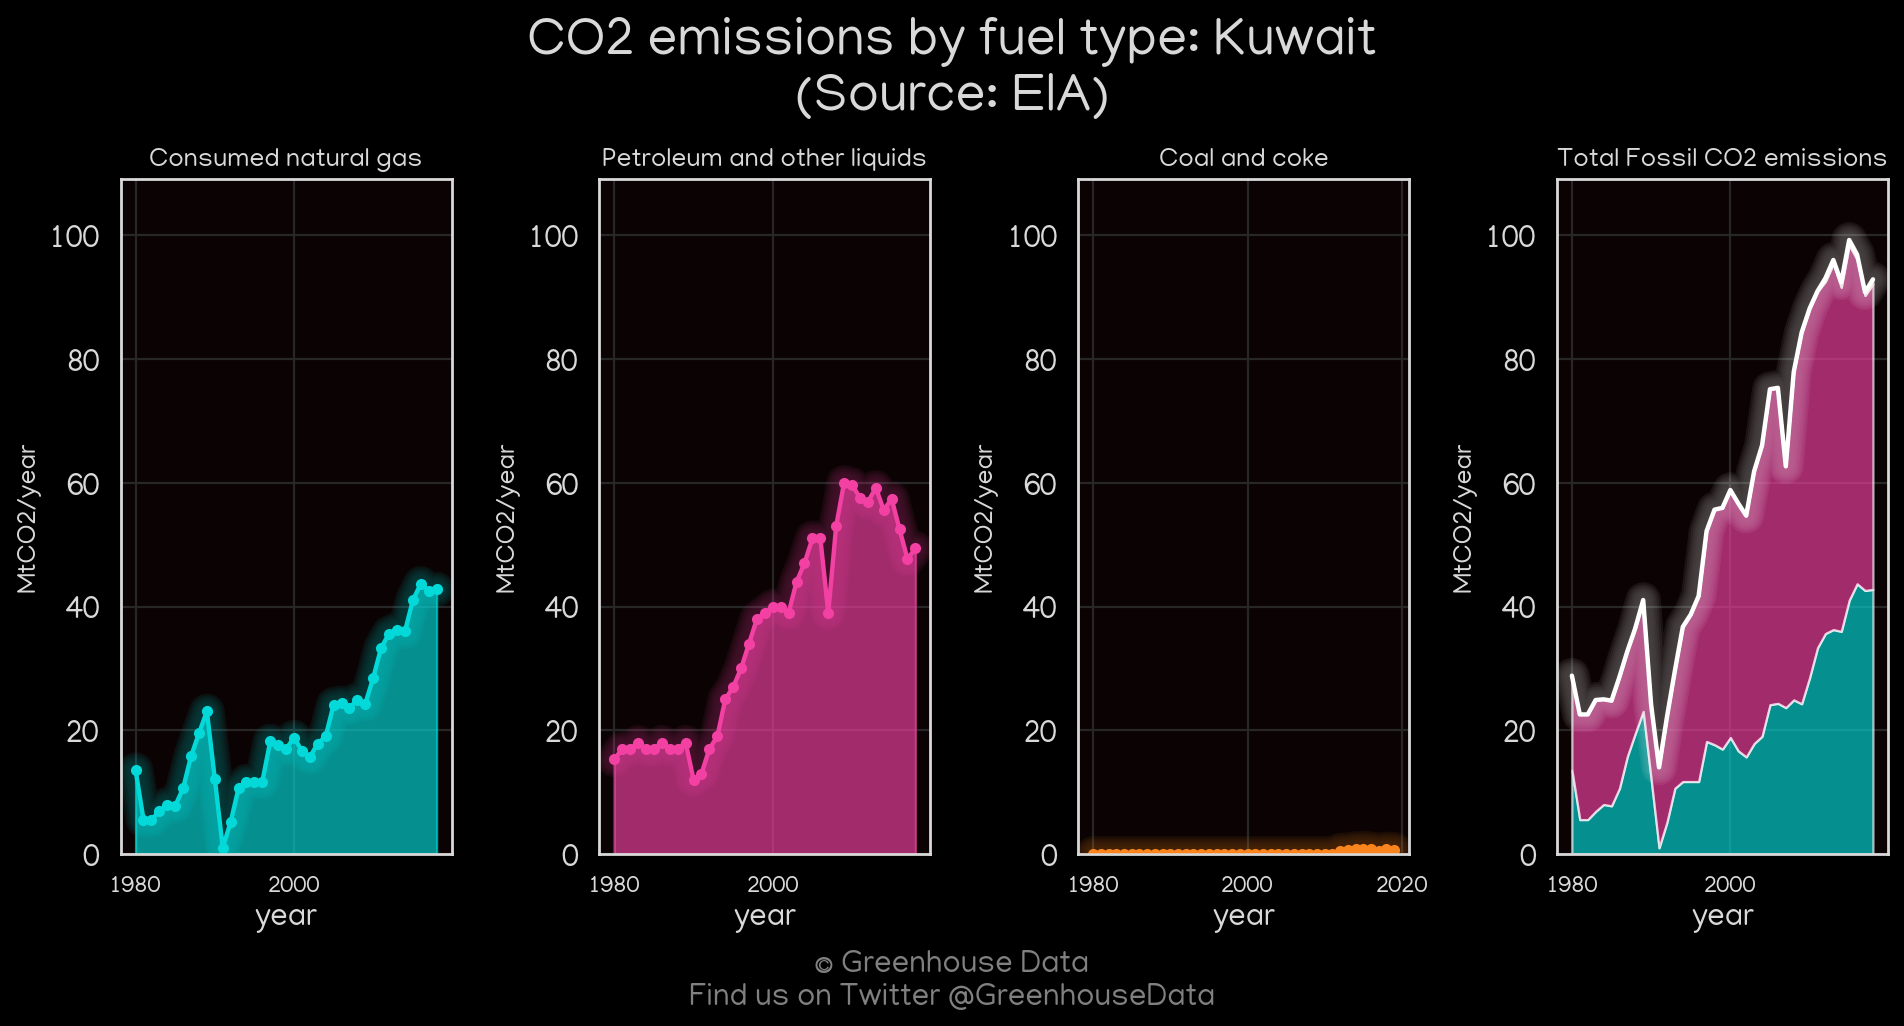 CO2 emissions by fuel type: Kuwait
(Source: EIA)
Consumed natural gas
Petroleum and other liquids
Coal and coke
Total Fossil CO2 emissions
MtCO2/year
100
80
60
40
20
0
1980
2000
year
MtCO2/year
100
80
60
40
20
0
1980
2000
year
MtCO2/year
100
80
60
40
20
0
1980
2000
2020
year
MtCO2/year
100
80
60
40
20
0
1980
2000
year
© Greenhouse Data
Find us on Twitter @GreenhouseData